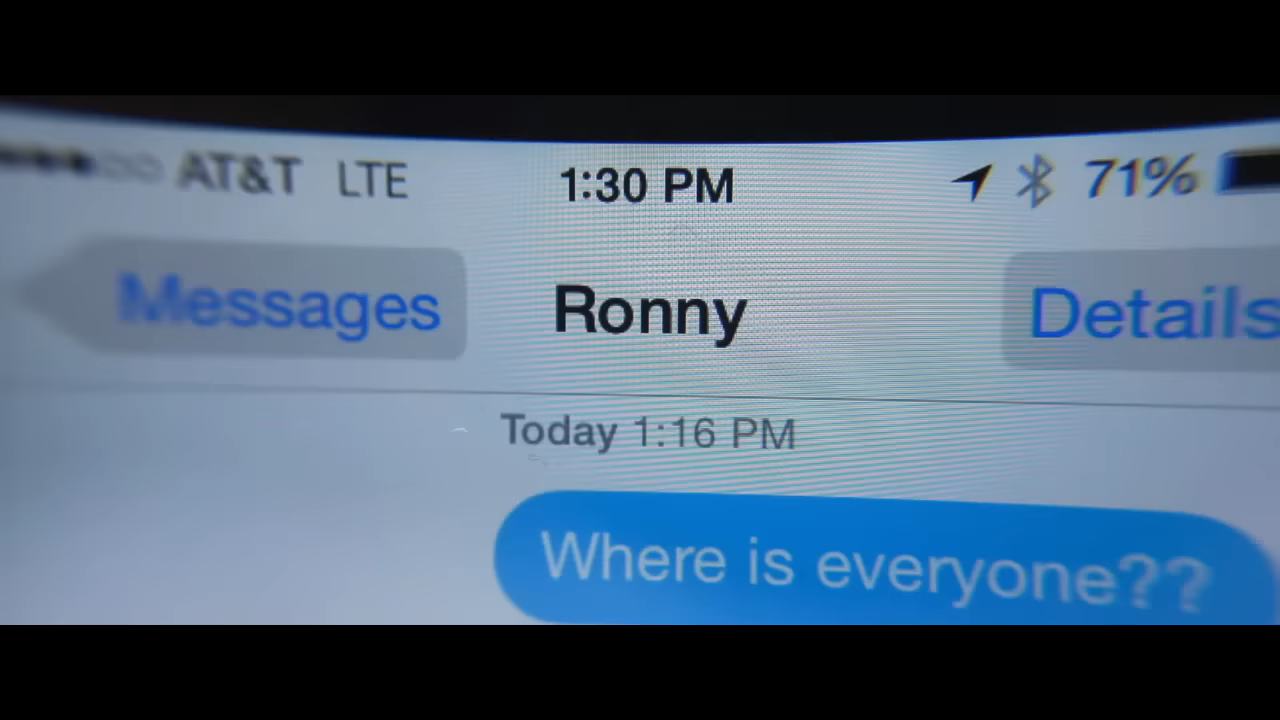 AT&T LTE 1:30 PM 71%
Messages Ronny Details
Today 1:16 PM
Where is everyone??